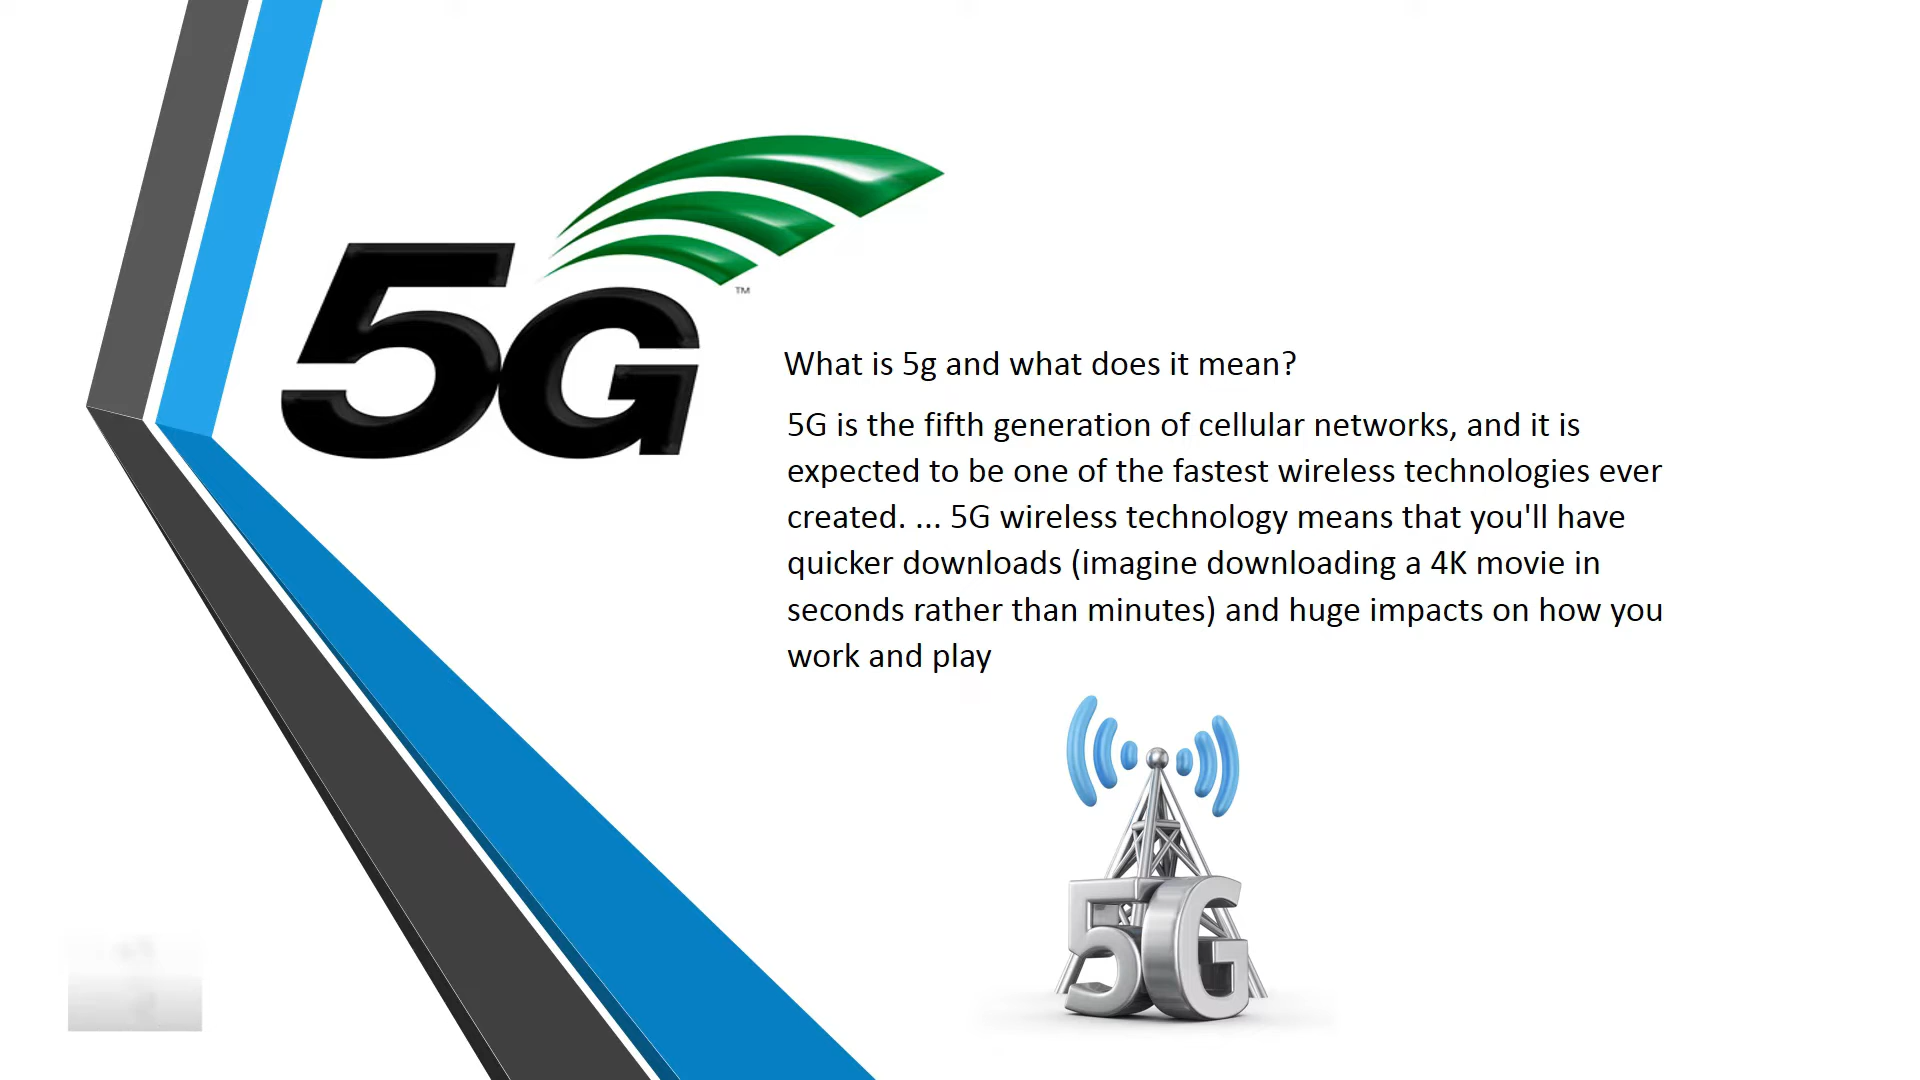 5G
TM
What is 5g and what does it mean?
5G is the fifth generation of cellular networks, and it is
expected to be one of the fastest wireless technologies ever
created. ... 5G wireless technology means that you'll have
quicker downloads (imagine downloading a 4K movie in
seconds rather than minutes) and huge impacts on how you
work and play
5G